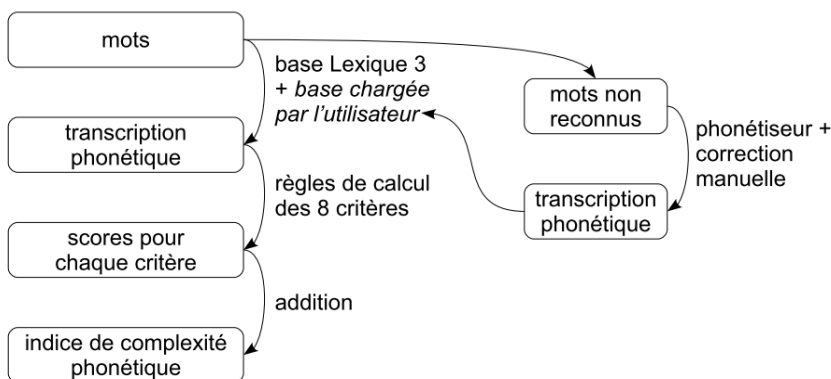 mots
base Lexique 3
+ base chargée
par l’utilisateur
mots non
reconnus
phonétiseur +
correction
manuelle
transcription
phonétique
transcription
phonétique
règles de calcul
des 8 critères
scores pour
chaque critère
addition
indice de complexité
phonétique